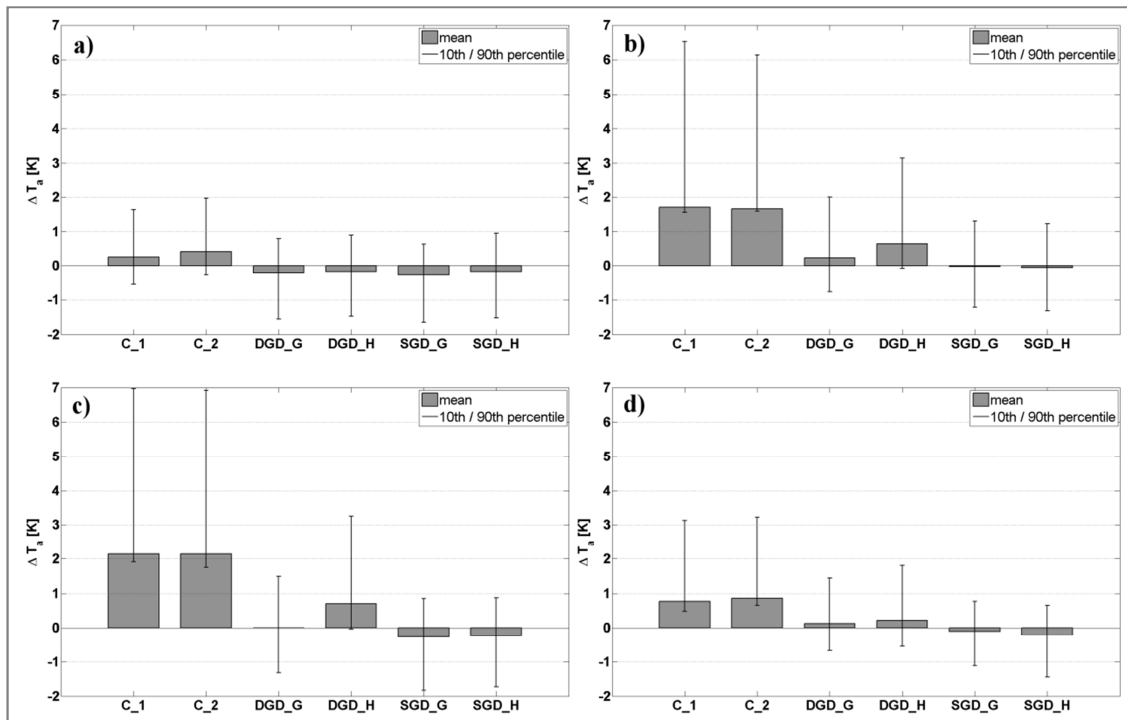 a)
mean
10th / 90th percentile
7
6
5
4
3
2
1
0
-1
-2
Δ Ta [K]
C_1 C_2 DGD_G DGD_H SGD_G SGD_H
b)
mean
10th / 90th percentile
7
6
5
4
3
2
1
0
-1
-2
Δ Ta [K]
C_1 C_2 DGD_G DGD_H SGD_G SGD_H
c)
mean
10th / 90th percentile
7
6
5
4
3
2
1
0
-1
-2
Δ Ta [K]
C_1 C_2 DGD_G DGD_H SGD_G SGD_H
d)
mean
10th / 90th percentile
7
6
5
4
3
2
1
0
-1
-2
Δ Ta [K]
C_1 C_2 DGD_G DGD_H SGD_G SGD_H